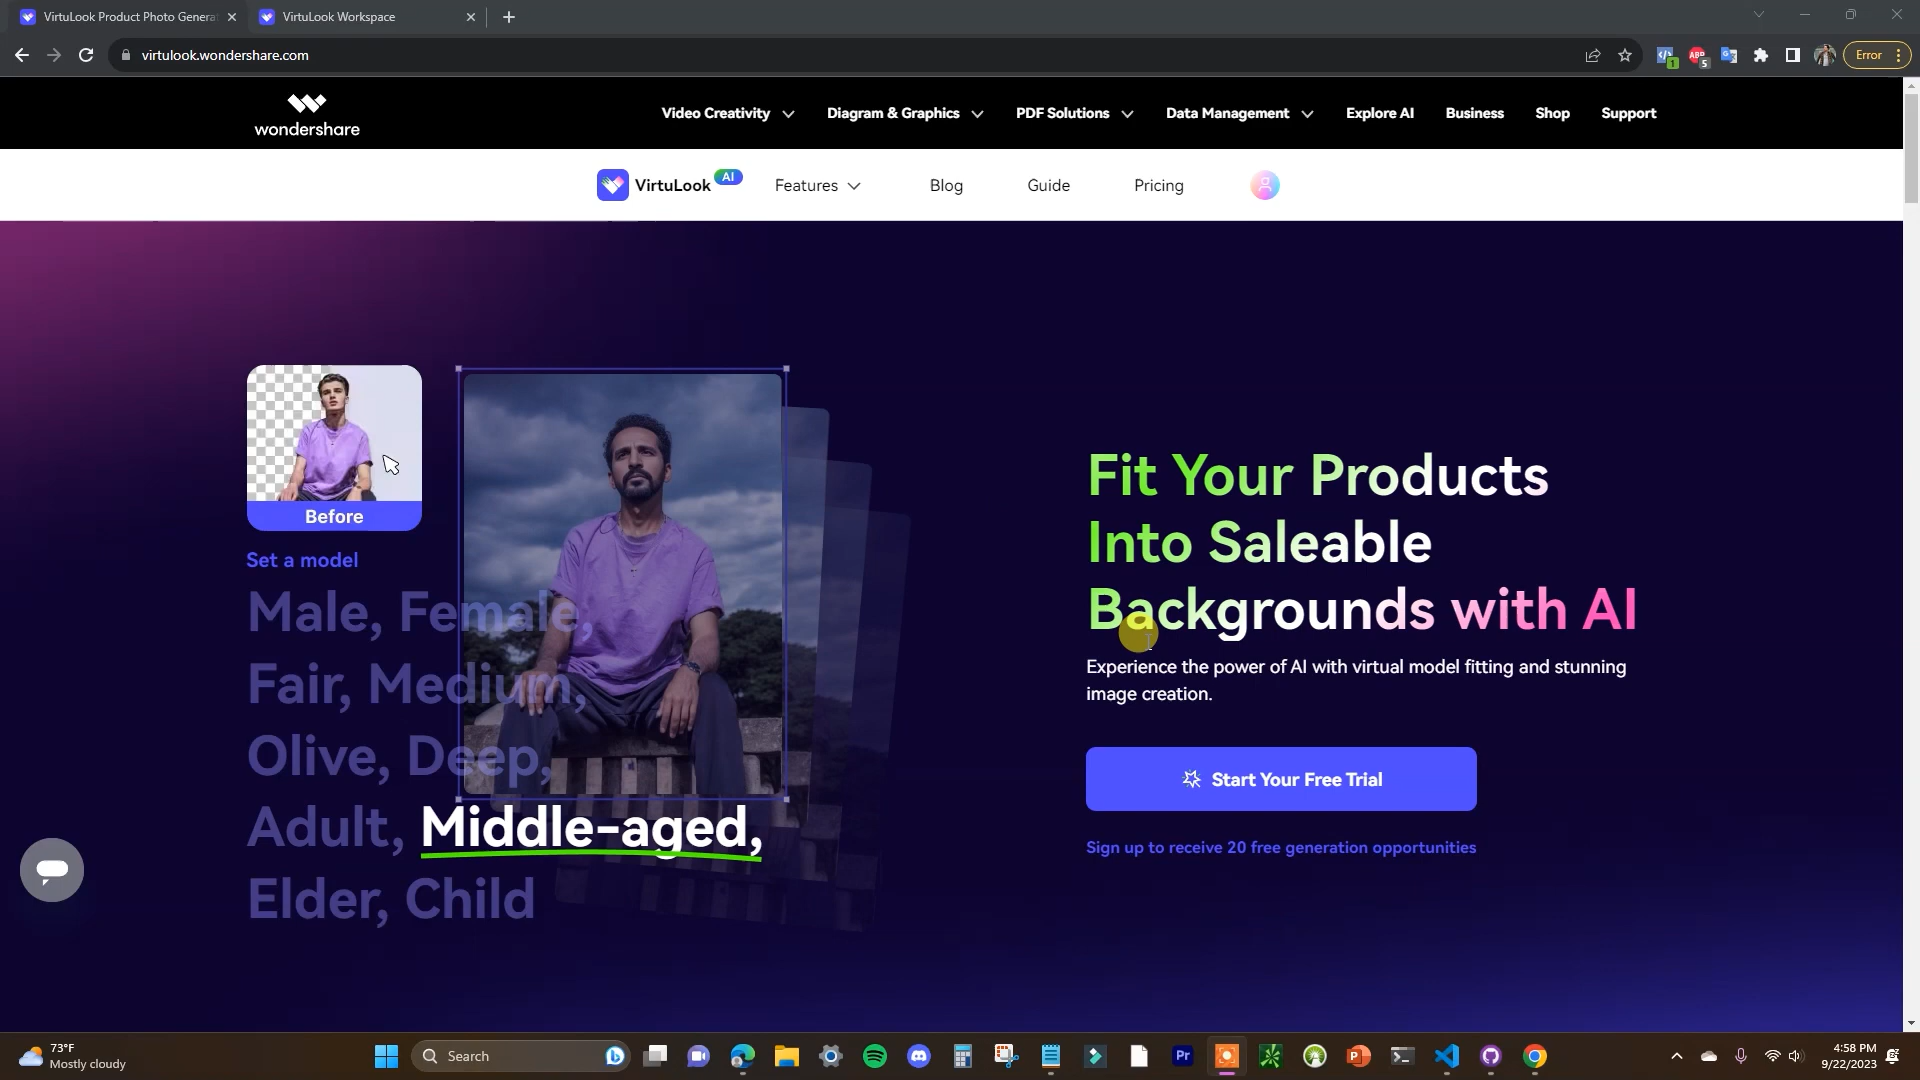 VirtuLook Product Photo Genera
VirtuLook Workspace
virtulook.wondershare.com
1
ABP
5
Error
wondershare
Video Creativity
Diagram & Graphics
PDF Solutions
Data Management
Explore AI
Business
Shop
Support
VirtuLook
AI
Features
Blog
Guide
Pricing
Before
Set a model
Male, Female,
Fair, Medium,
Olive, Deep,
Adult, Middle-aged,
Elder, Child
Fit Your Products
Into Saleable
Backgrounds with AI
Experience the power of AI with virtual model fitting and stunning
image creation.
Start Your Free Trial
Sign up to receive 20 free generation opportunities
73°F
Mostly cloudy
Search
Pr
4:58 PM
9/22/2023